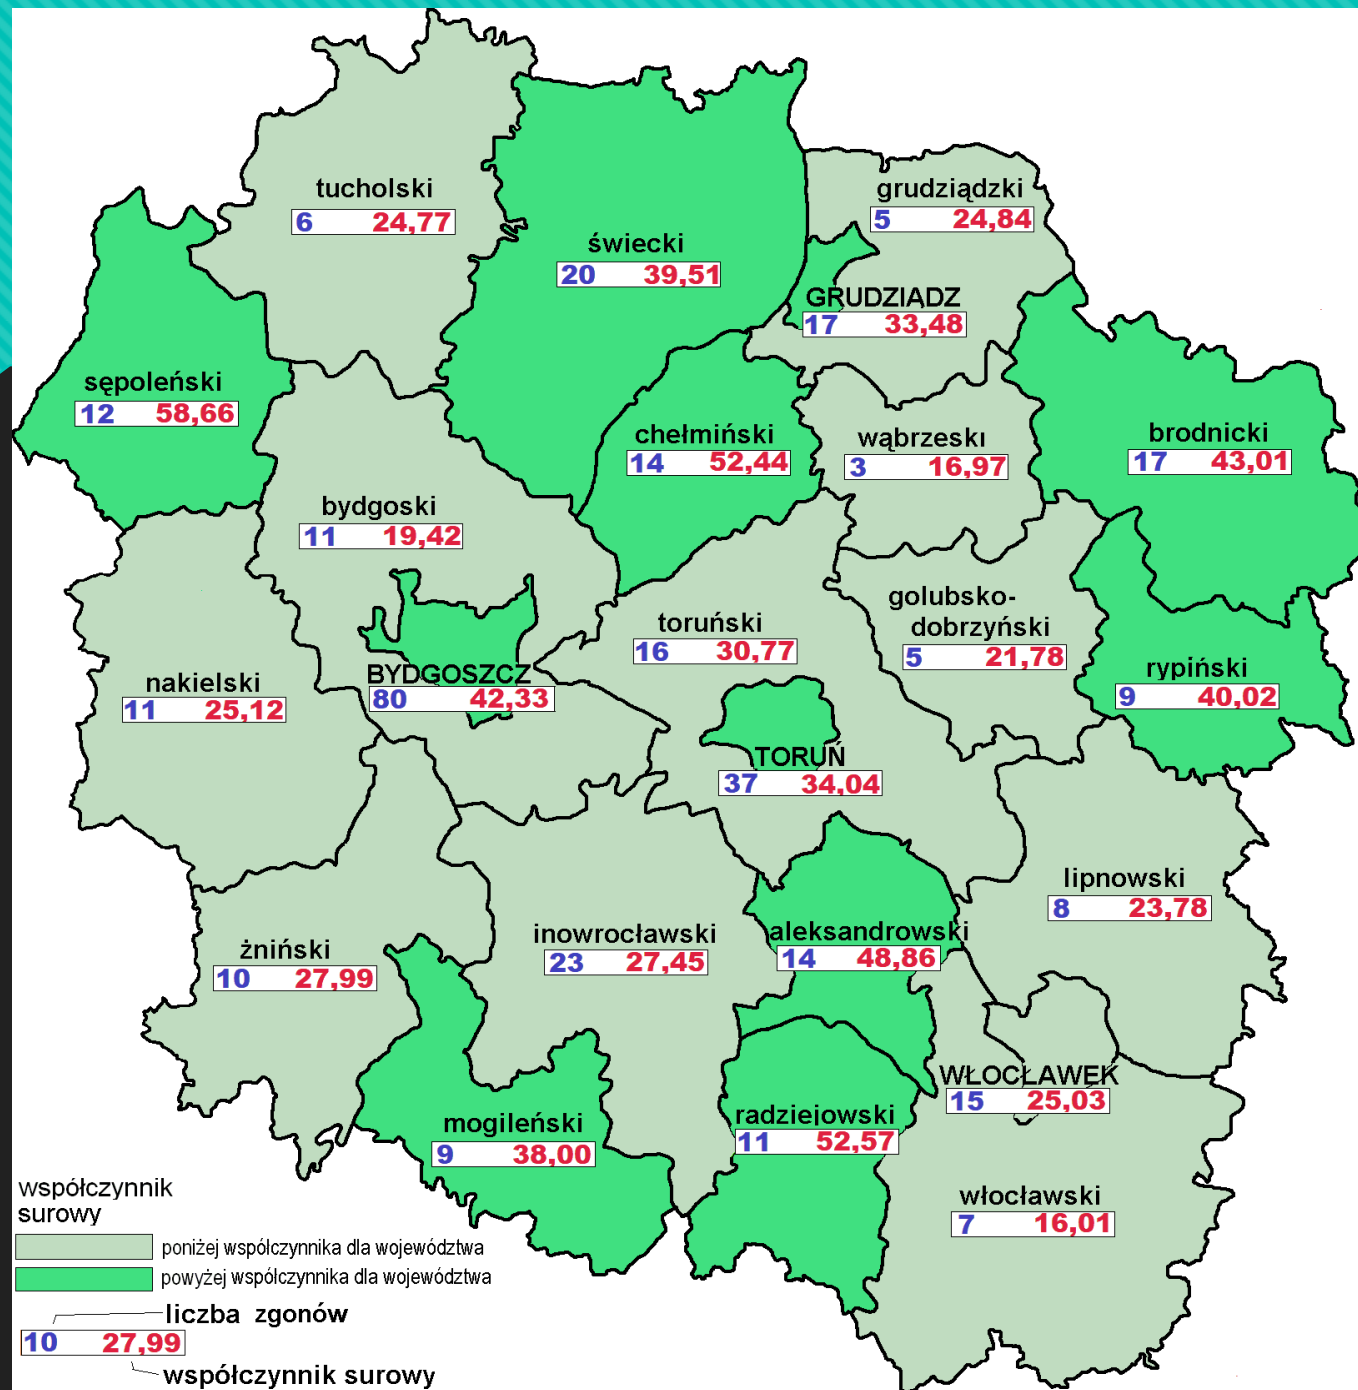 tucholski
6 24,77
grudziądzki
5 24,84
świecki
20 39,51
GRUDZIĄDZ
17 33,48
sępoleński
12 58,66
chełmiński
14 52,44
wąbrzeskı
3 16,97
brodnicki
17 43,01
bydgoski
11 19,42
golubsko-
dobrzyński
5 21,78
toruński
16 30,77
rypiński
9 40,02
BYDGOSZCZ
80 42,33
nakielski
11 25,12
TORUŃ
37 34,04
lipnowski
8 23,78
inowrocławski
23 27,45
aleksandrowski
14 48,86
żniński
10 27,99
WŁOCŁAWEK
15 25,03
mogileński
9 38,00
radziejowski
11 52,57
włocławski
7 16,01
współczynnik
surowy
poniżej współczynnika dla województwa
powyżej współczynnika dla województwa
liczba zgonów
10 27,99
współczynnik surowy